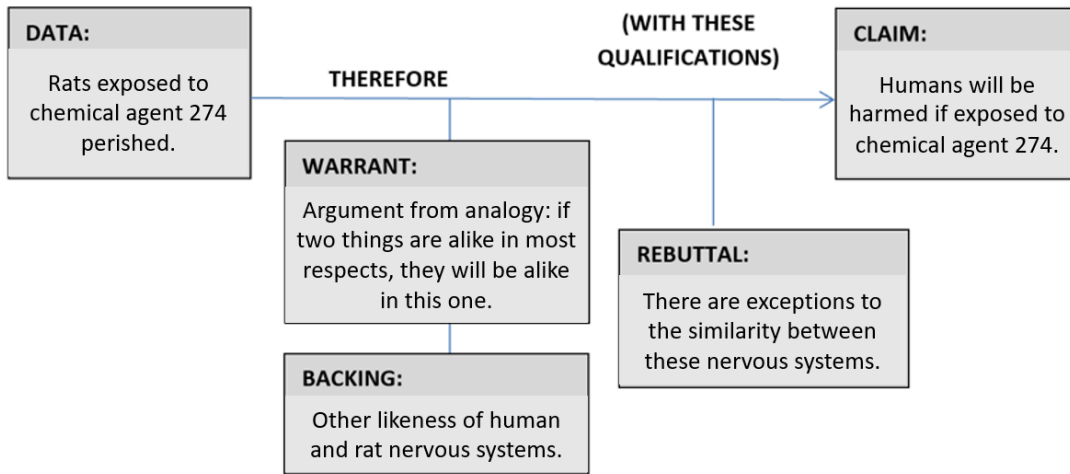 DATA:
Rats exposed to
chemical agent 274
perished.
THEREFORE
(WITH THESE
QUALIFICATIONS)
CLAIM:
Humans will be
harmed if exposed to
chemical agent 274.
WARRANT:
Argument from analogy: if
two things are alike in most
respects, they will be alike
in this one.
REBUTTAL:
There are exceptions to
the similarity between
these nervous systems.
BACKING:
Other likeness of human
and rat nervous systems.